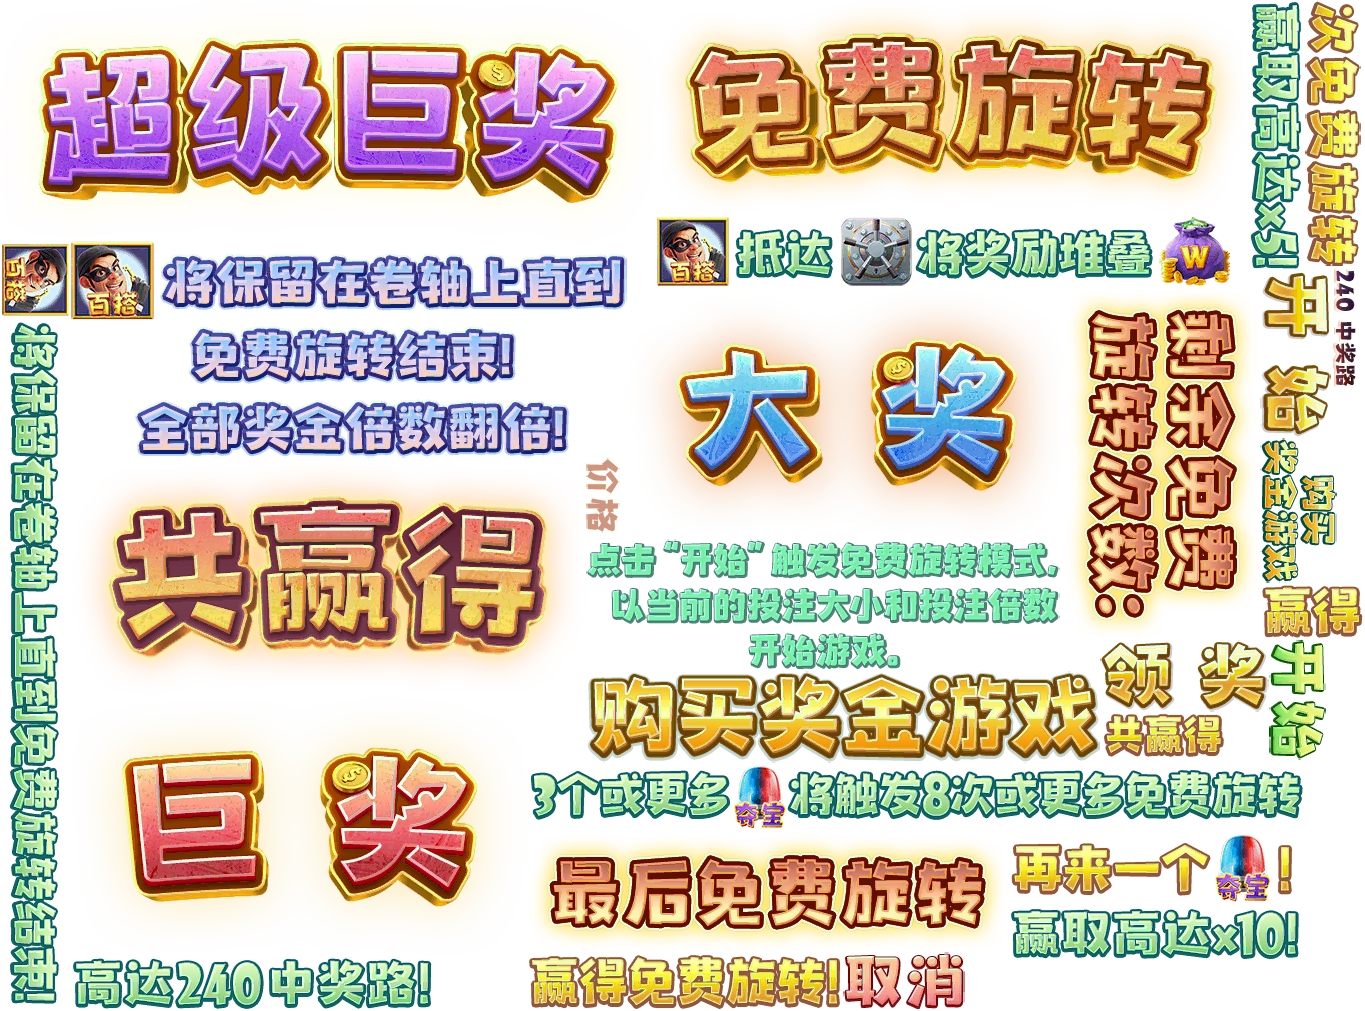 超级巨奖
免费旋转
次免费旋转
赢取高达x5!
百搭
百搭
将保留在卷轴上直到
免费旋转结束!
全部奖金倍数翻倍!
百搭
抵达
将奖励堆叠
W
开始
240 中奖路
大奖
剩余免费
旋转次数:
将保留在卷轴上直到免费旋转结束!
价格
购买
奖金游戏
共赢得
点击“开始”触发免费旋转模式,
以当前的投注大小和投注倍数
开始游戏。
赢得
购买奖金游戏
领奖
共赢得
开始
巨奖
3个或更多
夺宝
将触发8次或更多免费旋转
最后免费旋转
再来一个
夺宝
!
赢取高达x10!
高达240中奖路!
赢得免费旋转!
取消